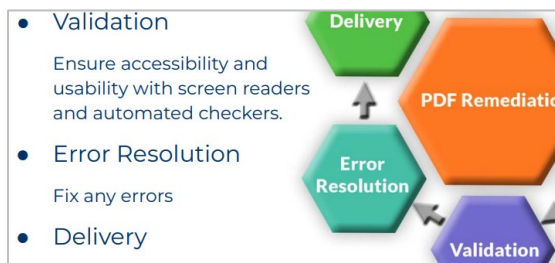 ● Validation
Ensure accessibility and
usability with screen readers
and automated checkers.
● Error Resolution
Fix any errors
● Delivery
Delivery
PDF Remediatio
Error
Resolution
Validation